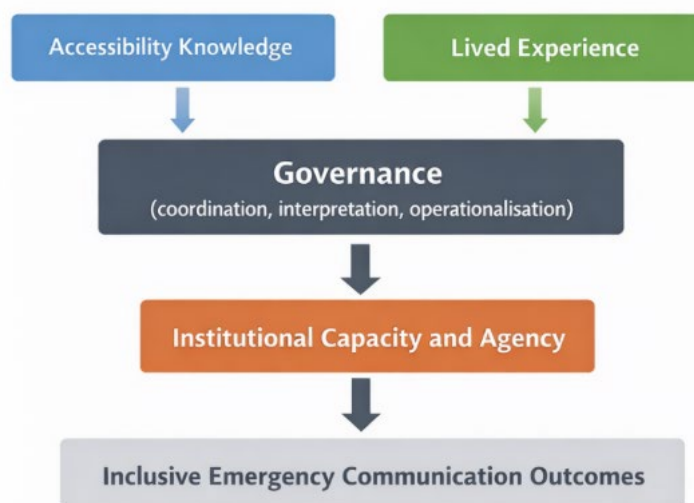 Accessibility Knowledge
Lived Experience
Governance
(coordination, interpretation, operationalisation)
Institutional Capacity and Agency
Inclusive Emergency Communication Outcomes